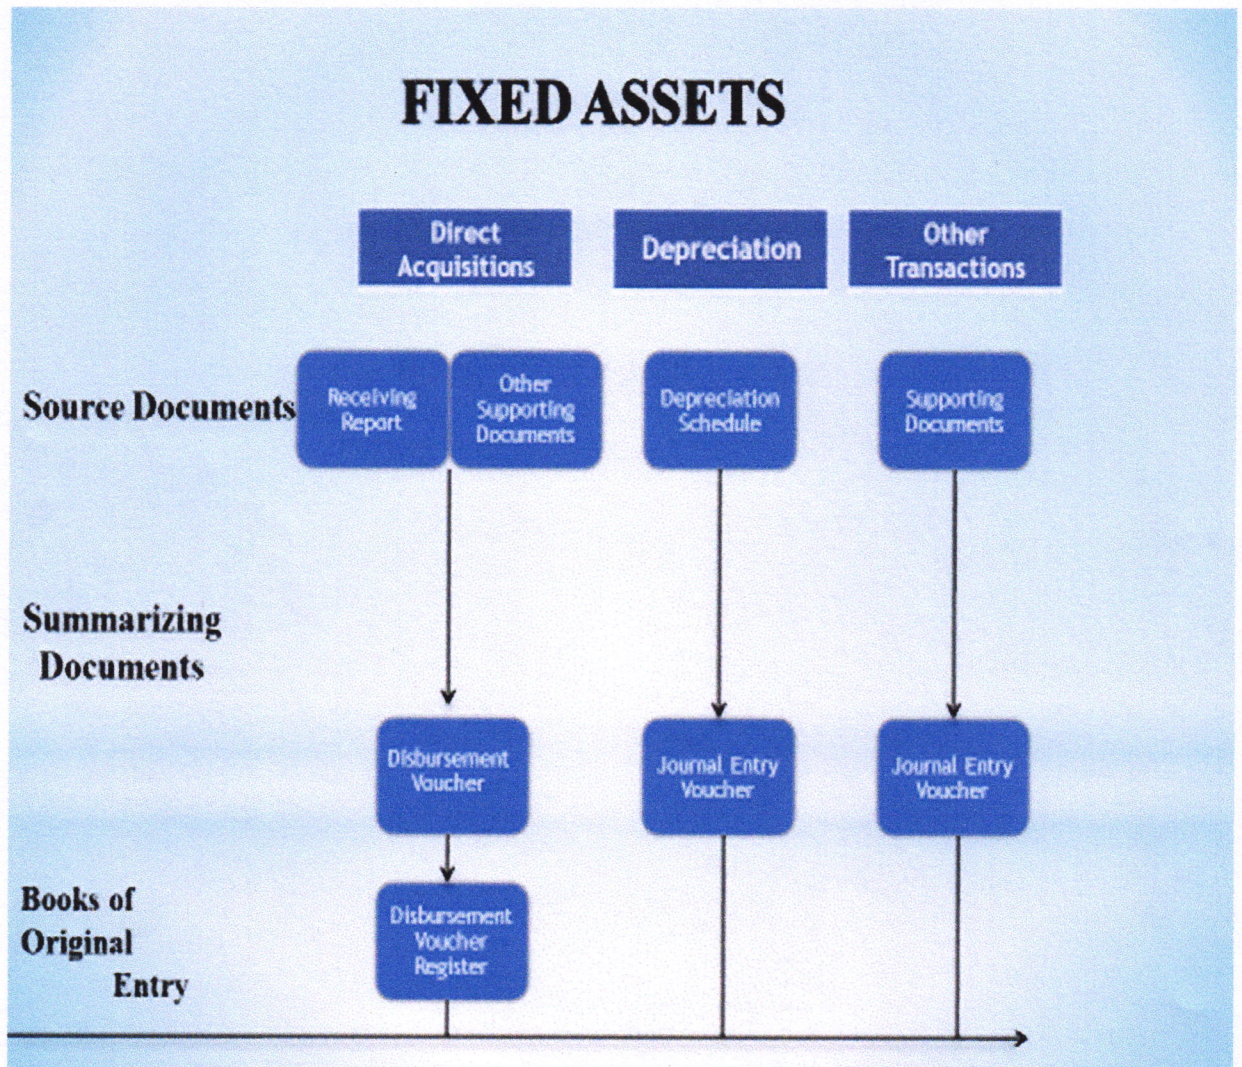 FIXED ASSETS
Direct
Acquisitions
Depreciation
Other
Transactions
Source Documents
Receiving
Report
Other
Supporting
Documents
Depreciation
Schedule
Supporting
Documents
Summarizing
Documents
Disbursement
Voucher
Journal Entry
Voucher
Journal Entry
Voucher
Books of
Original
Entry
Disbursement
Voucher
Register